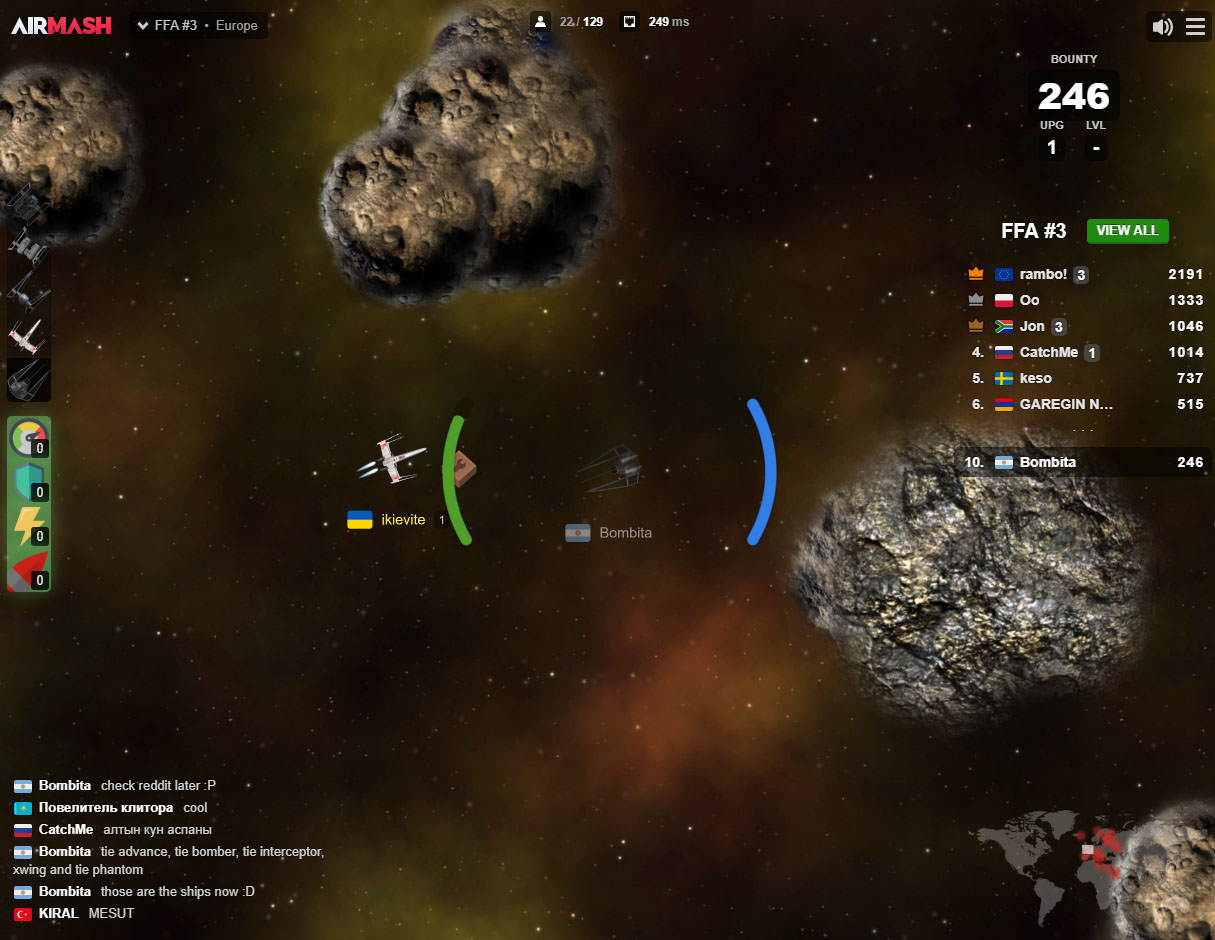 AIRMASH
FFA #3 • Europe
22 / 129
249 ms
BOUNTY
246
UPG LVL
1 -
FFA #3 VIEW ALL
rambo! 3 2191
Oo 1333
Jon 3 1046
4. CatchMe 1 1014
5. keso 737
6. GAREGIN N... 515
...
10. Bombita 246
0
0
0
0
ikievite 1
Bombita
Bombita check reddit later :P
Повелитель клитора cool
CatchMe алтын кун аспаны
Bombita tie advance, tie bomber, tie interceptor,
xwing and tie phantom
Bombita those are the ships now :D
KIRAL MESUT